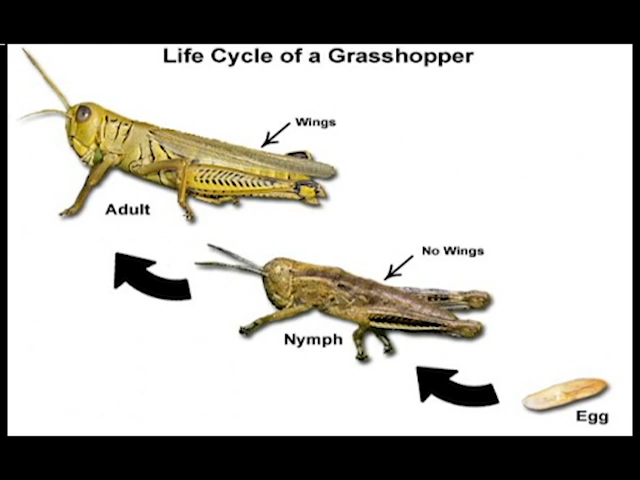 Life Cycle of a Grasshopper
Wings
Adult
No Wings
Nymph
Egg